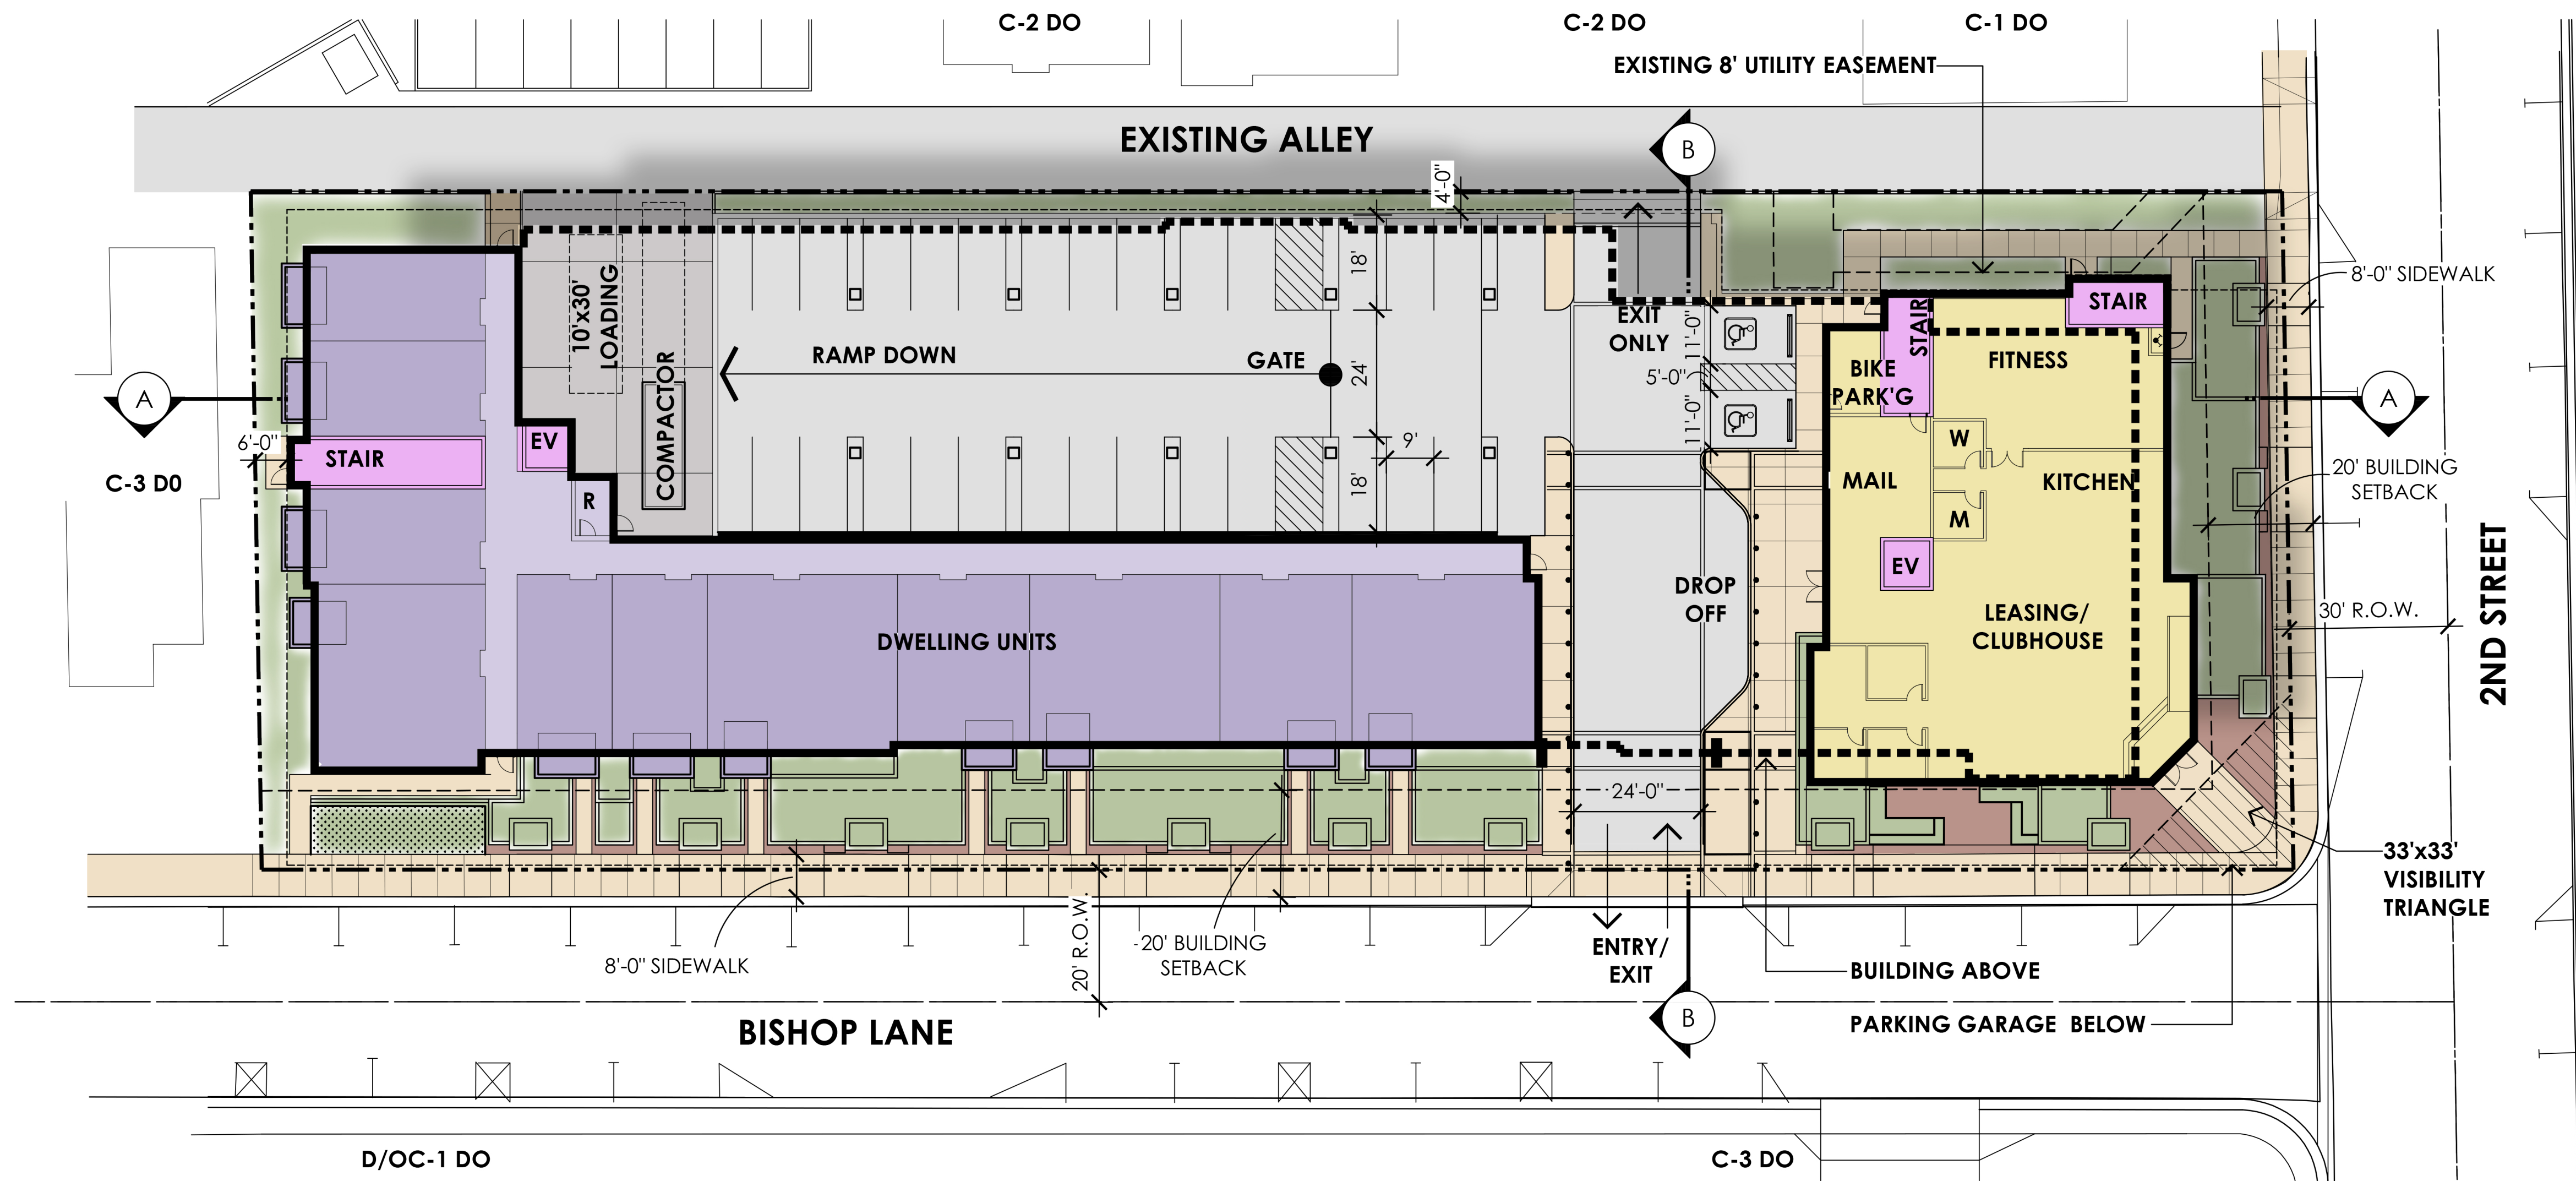 C-2 DO
C-2 DO
C-1 DO
EXISTING 8' UTILITY EASEMENT
EXISTING ALLEY
B
4'-0"
8'-0" SIDEWALK
10'x30'
LOADING
COMPACTOR
RAMP DOWN
GATE
18'
24'
18'
9'
EXIT
ONLY
11'-0"
5'-0"
11'-0"
STAIR
STAIR
BIKE
PARK'G
FITNESS
A
A
6'-0"
C-3 D0
STAIR
EV
R
W
MAIL
KITCHEN
M
20' BUILDING
SETBACK
EV
DROP
OFF
LEASING/
CLUBHOUSE
30' R.O.W.
2ND STREET
DWELLING UNITS
24'-0"
33'x33'
VISIBILITY
TRIANGLE
8'-0" SIDEWALK
20' R.O.W.
20' BUILDING
SETBACK
ENTRY/
EXIT
BUILDING ABOVE
B
PARKING GARAGE BELOW
BISHOP LANE
D/OC-1 DO
C-3 DO